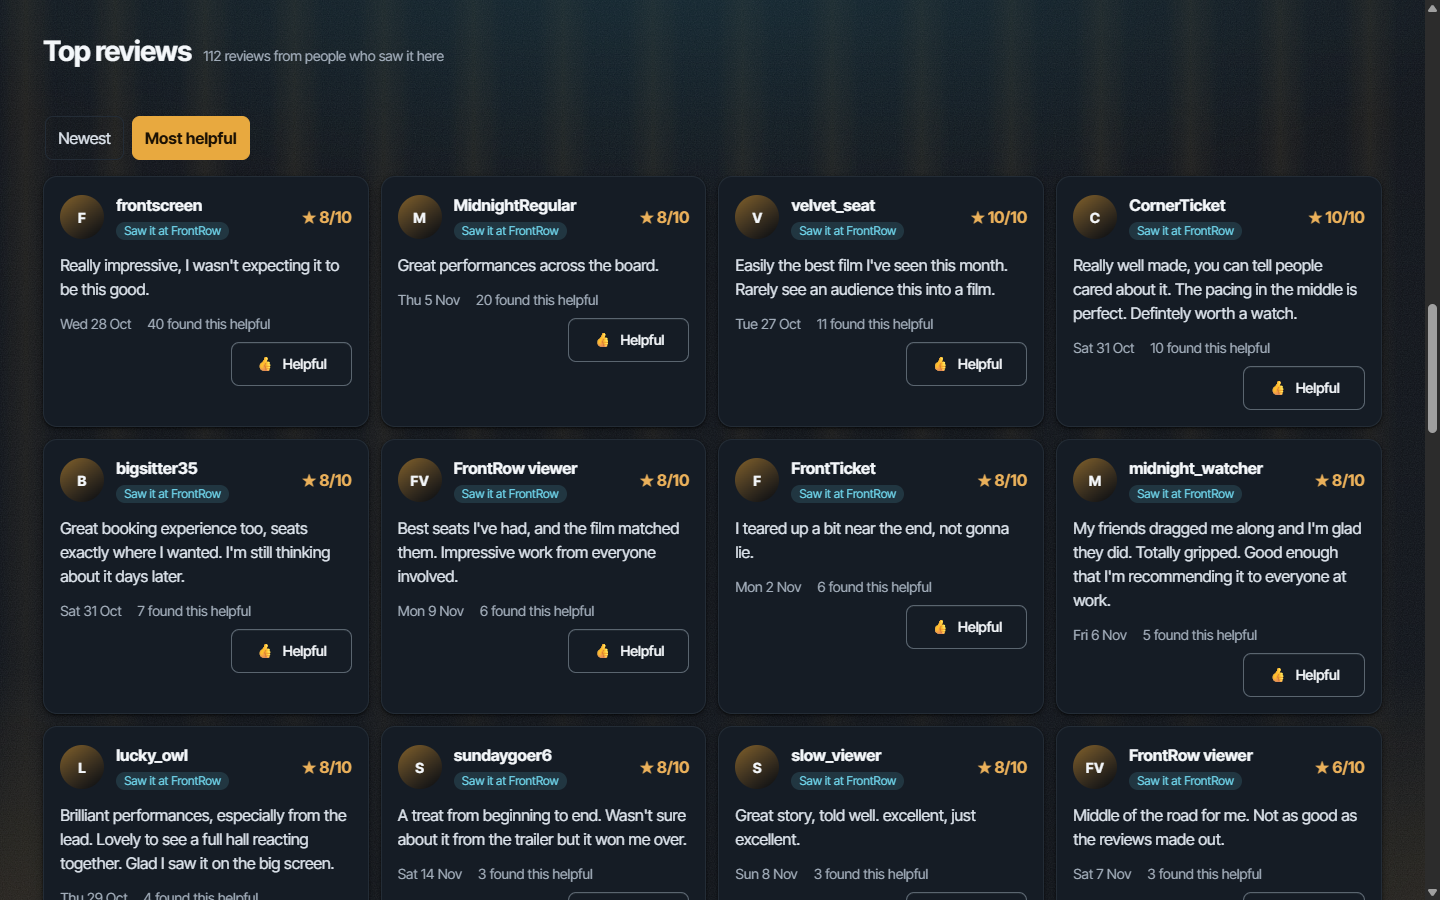 Top reviews 112 reviews from people who saw it here
Newest Most helpful
F
frontscreen
Saw it at FrontRow
★ 8/10
Really impressive, I wasn't expecting it to
be this good.
Wed 28 Oct 40 found this helpful
👍 Helpful
M
MidnightRegular
Saw it at FrontRow
★ 8/10
Great performances across the board.
Thu 5 Nov 20 found this helpful
👍 Helpful
V
velvet_seat
Saw it at FrontRow
★ 10/10
Easily the best film I've seen this month.
Rarely see an audience this into a film.
Tue 27 Oct 11 found this helpful
👍 Helpful
C
CornerTicket
Saw it at FrontRow
★ 10/10
Really well made, you can tell people
cared about it. The pacing in the middle is
perfect. Defintely worth a watch.
Sat 31 Oct 10 found this helpful
👍 Helpful
B
bigsitter35
Saw it at FrontRow
★ 8/10
Great booking experience too, seats
exactly where I wanted. I'm still thinking
about it days later.
Sat 31 Oct 7 found this helpful
👍 Helpful
FV
FrontRow viewer
Saw it at FrontRow
★ 8/10
Best seats I've had, and the film matched
them. Impressive work from everyone
involved.
Mon 9 Nov 6 found this helpful
👍 Helpful
F
FrontTicket
Saw it at FrontRow
★ 8/10
I teared up a bit near the end, not gonna
lie.
Mon 2 Nov 6 found this helpful
👍 Helpful
M
midnight_watcher
Saw it at FrontRow
★ 8/10
My friends dragged me along and I'm glad
they did. Totally gripped. Good enough
that I'm recommending it to everyone at
work.
Fri 6 Nov 5 found this helpful
👍 Helpful
L
lucky_owl
Saw it at FrontRow
★ 8/10
Brilliant performances, especially from the
lead. Lovely to see a full hall reacting
together. Glad I saw it on the big screen.
Thu 29 Oct 4 found this helpful
S
sundaygoer6
Saw it at FrontRow
★ 8/10
A treat from beginning to end. Wasn't sure
about it from the trailer but it won me over.
Sat 14 Nov 3 found this helpful
S
slow_viewer
Saw it at FrontRow
★ 8/10
Great story, told well. excellent, just
excellent.
Sun 8 Nov 3 found this helpful
FV
FrontRow viewer
Saw it at FrontRow
★ 6/10
Middle of the road for me. Not as good as
the reviews made out.
Sat 7 Nov 3 found this helpful